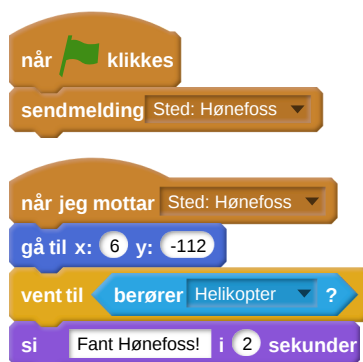 når klikkes
sendmelding Sted: Hønefoss
når jeg mottar Sted: Hønefoss
gå til x: 6 y: -112
vent til berører Helikopter ?
si Fant Hønefoss! i 2 sekunder